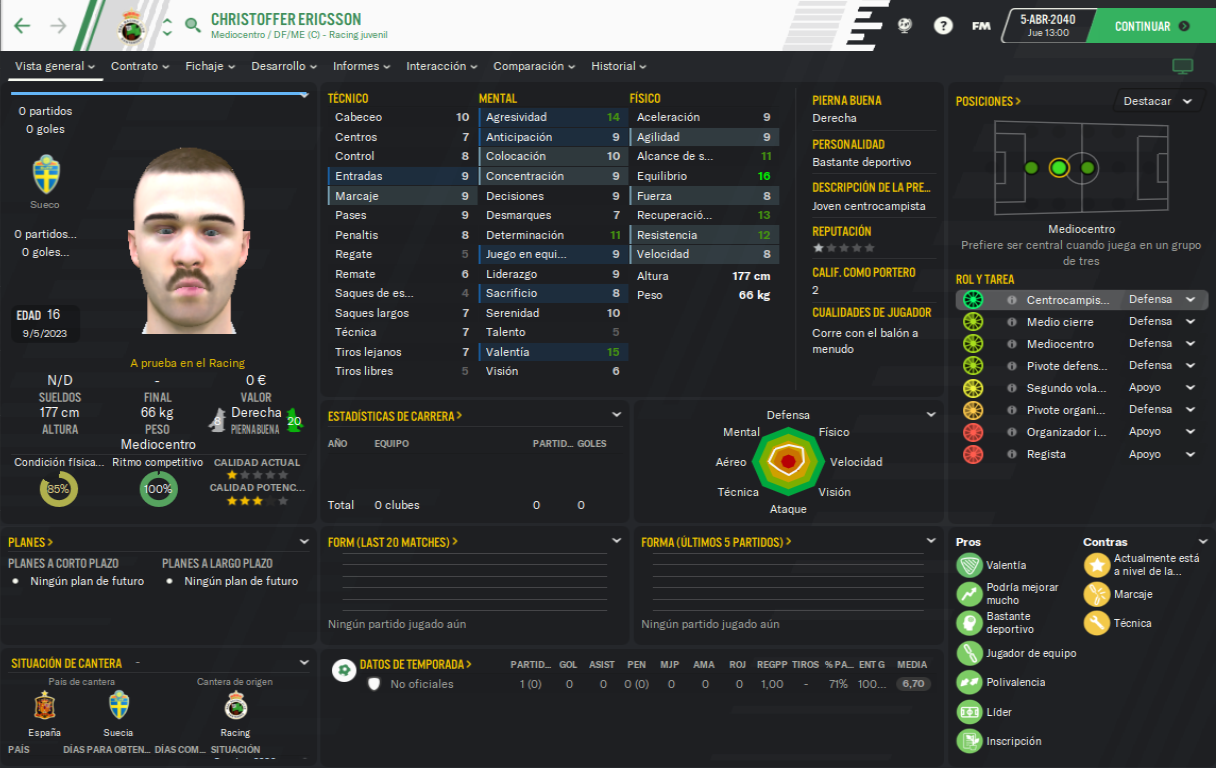 CHRISTOFFER ERICSSON
Mediocentro / DF/ME (C) - Racing juvenil
?
FM
5-ABR-2040
Jue 13:00
CONTINUAR
Vista general
Contrato
Fichaje
Desarrollo
Informes
Interacción
Comparación
Historial
0 partidos
0 goles
Sueco
0 partidos...
0 goles...
EDAD 16
9/5/2023
A prueba en el Racing
N/D
SUELDOS
-
FINAL
0 €
VALOR
177 cm
ALTURA
66 kg
PESO
8 Derecha 20
PIERNA BUENA
Mediocentro
Condición física...
85%
Ritmo competitivo
100%
CALIDAD ACTUAL
CALIDAD POTENC...
TÉCNICO
Cabeceo 10
Centros 7
Control 8
Entradas 9
Marcaje 9
Pases 9
Penaltis 8
Regate 5
Remate 6
Saques de es... 4
Saques largos 7
Técnica 7
Tiros lejanos 7
Tiros libres 5
MENTAL
Agresividad 14
Anticipación 9
Colocación 10
Concentración 9
Decisiones 9
Desmarques 7
Determinación 11
Juego en equi... 9
Liderazgo 9
Sacrificio 8
Serenidad 10
Talento 5
Valentía 15
Visión 6
FÍSICO
Aceleración 9
Agilidad 9
Alcance de s... 11
Equilibrio 16
Fuerza 8
Recuperació... 13
Resistencia 12
Velocidad 8
Altura 177 cm
Peso 66 kg
PIERNA BUENA
Derecha
PERSONALIDAD
Bastante deportivo
DESCRIPCIÓN DE LA PRE...
Joven centrocampista
REPUTACIÓN
CALIF. COMO PORTERO
2
CUALIDADES DE JUGADOR
Corre con el balón a
menudo
POSICIONES >
Destacar
Mediocentro
Prefiere ser central cuando juega en un grupo
de tres
ROL Y TAREA
Centrocampis... Defensa
Medio cierre Defensa
Mediocentro Defensa
Pivote defens... Defensa
Segundo vola... Apoyo
Pivote organi... Defensa
Organizador i... Apoyo
Regista Apoyo
ESTADÍSTICAS DE CARRERA >
AÑO EQUIPO PARTID... GOLES
Total 0 clubes 0 0
Defensa
Mental Físico
Aéreo Velocidad
Técnica Visión
Ataque
PLANES >
PLANES A CORTO PLAZO
Ningún plan de futuro
PLANES A LARGO PLAZO
Ningún plan de futuro
FORM (LAST 20 MATCHES) >
Ningún partido jugado aún
FORMA (ÚLTIMOS 5 PARTIDOS) >
Ningún partido jugado aún
Pros
Valentía
Podría mejorar
mucho
Bastante
deportivo
Jugador de equipo
Polivalencia
Líder
Inscripción
Contras
Actualmente está
a nivel de la...
Marcaje
Técnica
SITUACIÓN DE CANTERA -
País de cantera
España
Suecia
Cantera de origen
Racing
PAÍS DÍAS PARA OBTEN... DÍAS COM... SITUACIÓN
DATOS DE TEMPORADA > PARTID... GOL ASIST PEN MJP AMA ROJ REGPP TIROS % PA... ENT G MEDIA
No oficiales 1 (0) 0 0 0 (0) 0 0 0 1,00 - 71% 100... 6,70